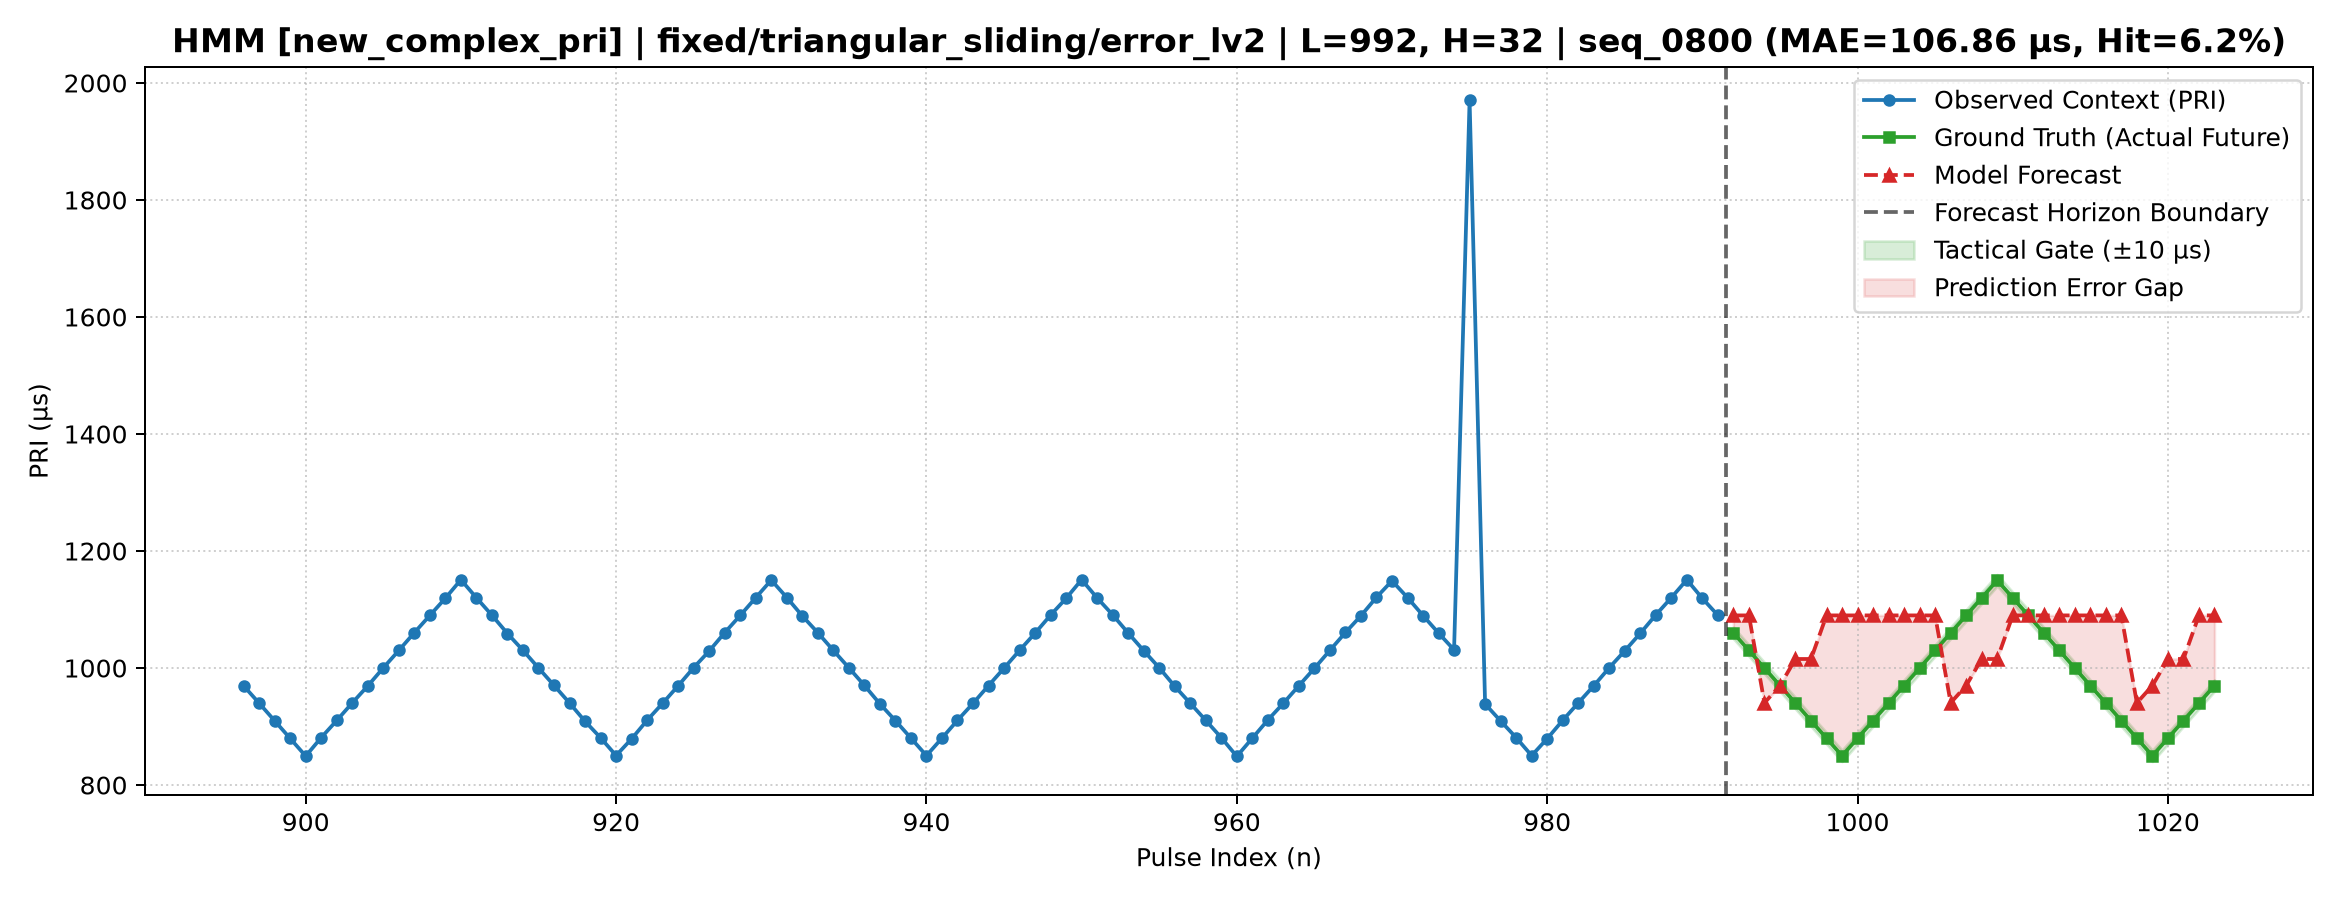 HMM [new_complex_pri] | fixed/triangular_sliding/error_lv2 | L=992, H=32 | seq_0800 (MAE=106.86 µs, Hit=6.2%)
2000
1800
1600
1400
1200
1000
800
PRI (µs)
Observed Context (PRI)
Ground Truth (Actual Future)
Model Forecast
Forecast Horizon Boundary
Tactical Gate (±10 µs)
Prediction Error Gap
900 920 940 960 980 1000 1020
Pulse Index (n)